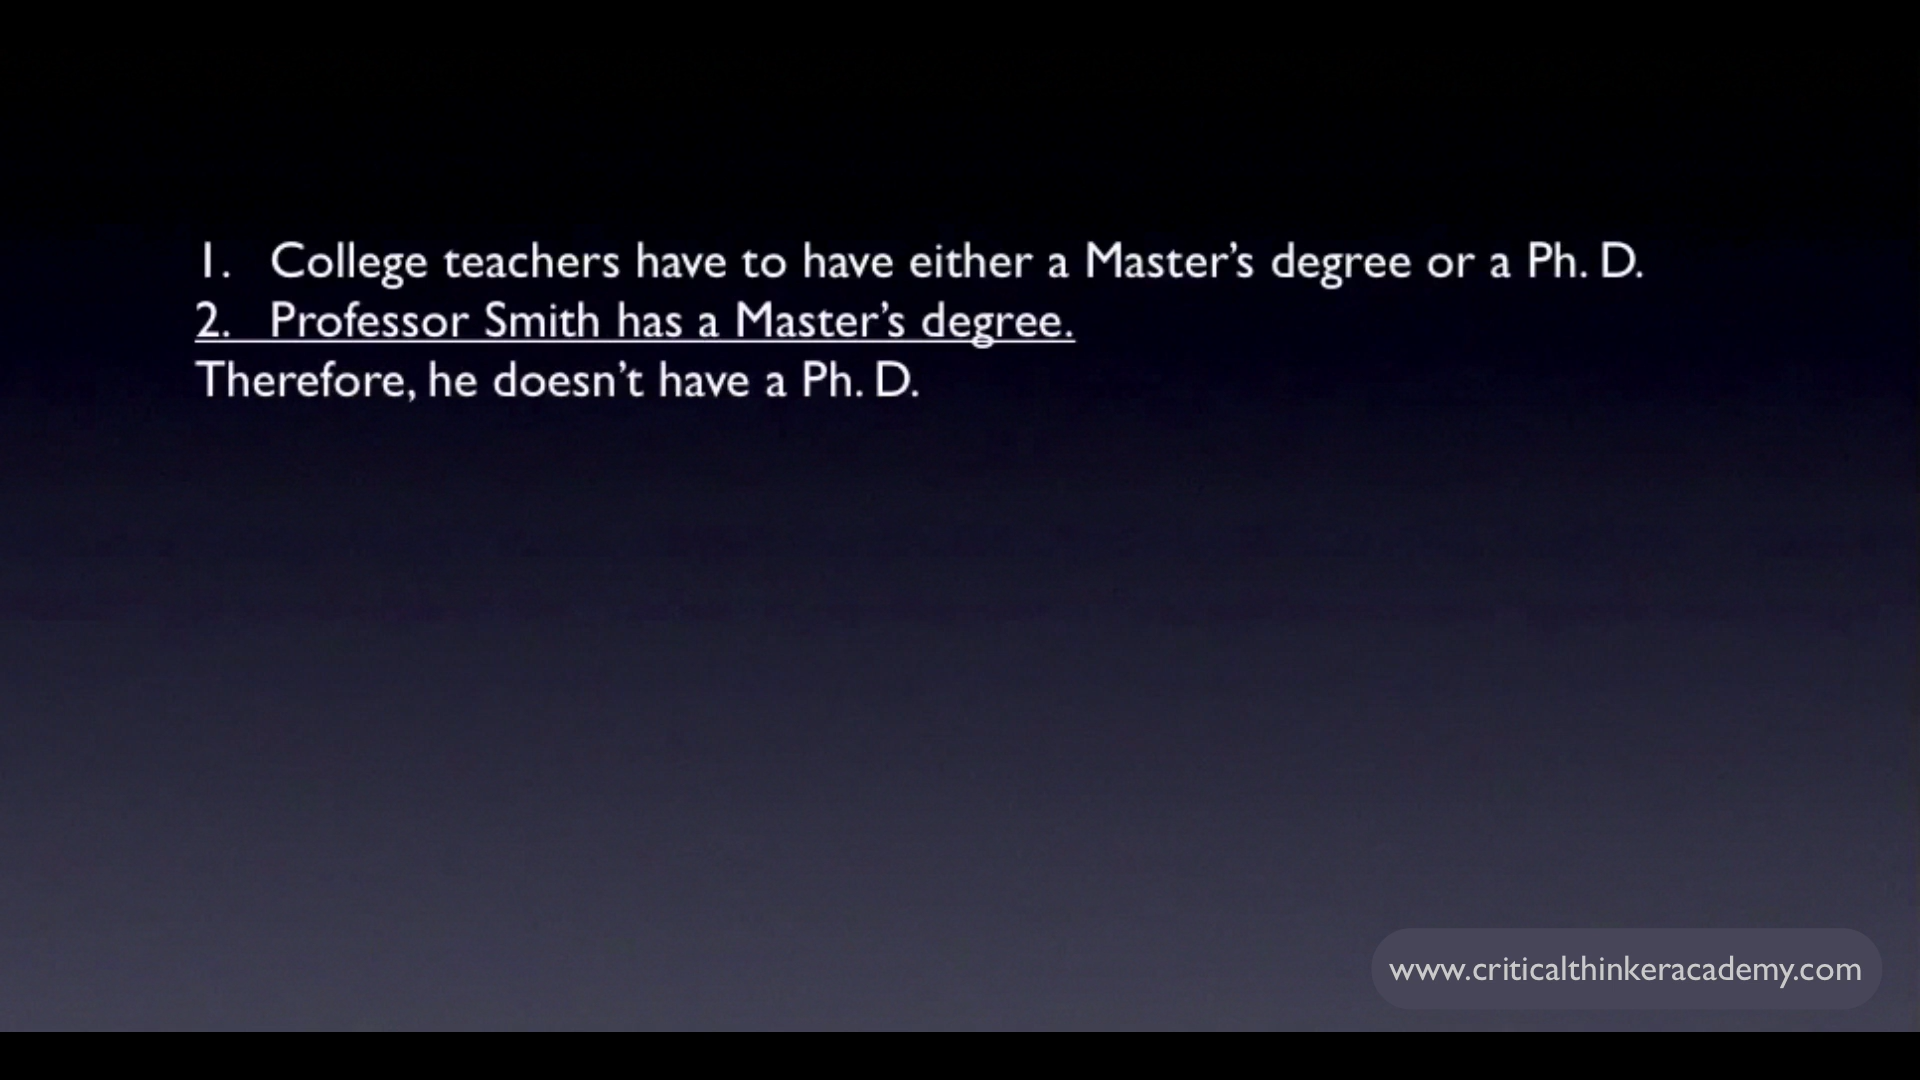 1. College teachers have to have either a Master’s degree or a Ph. D.
2. Professor Smith has a Master’s degree.
Therefore, he doesn’t have a Ph. D.
www.criticalthinkeracademy.com